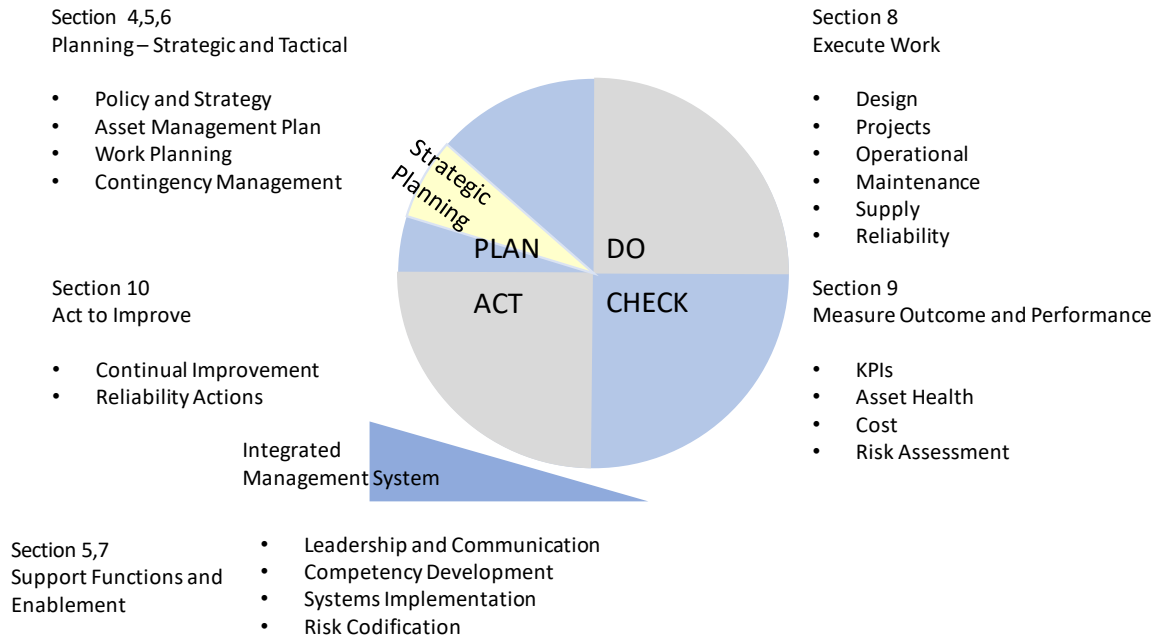 Section 4,5,6
Planning – Strategic and Tactical
• Policy and Strategy
• Asset Management Plan
• Work Planning
• Contingency Management
Section 8
Execute Work
• Design
• Projects
• Operational
• Maintenance
• Supply
• Reliability
Strategic
Planning
PLAN
DO
ACT
CHECK
Section 10
Act to Improve
• Continual Improvement
• Reliability Actions
Section 9
Measure Outcome and Performance
• KPIs
• Asset Health
• Cost
• Risk Assessment
Integrated
Management System
Section 5,7
Support Functions and
Enablement
• Leadership and Communication
• Competency Development
• Systems Implementation
• Risk Codification